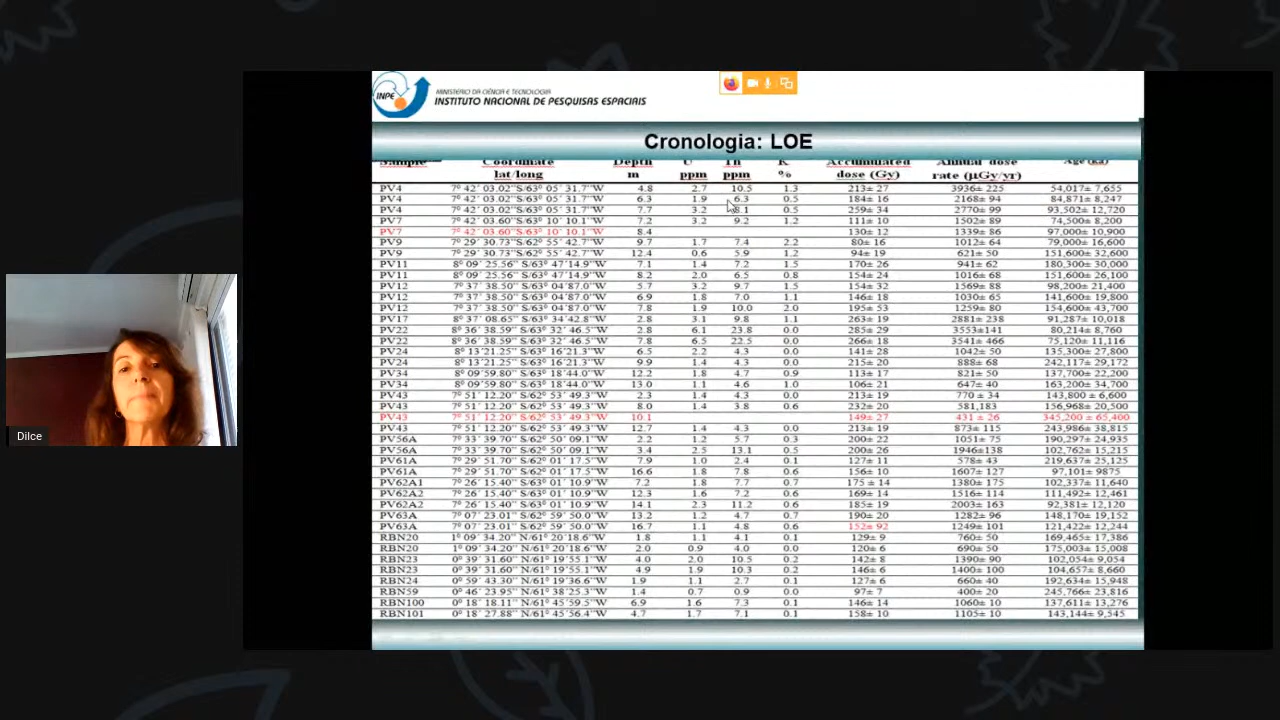 INPE
MINISTÉRIO DA CIÊNCIA E TECNOLOGIA
INSTITUTO NACIONAL DE PESQUISAS ESPACIAIS
Cronologia: LOE
Sample Coordinate Depth U Th K Accumulated Annual dose Age (ka)
lat/long m ppm ppm % dose (Gy) rate (µGy/yr)
PV4 7º 42´ 03.02"S/63º 05´ 31.7"W 4.8 2.7 10.5 1.3 213± 27 3936± 225 54,017± 7,655
PV4 7º 42´ 03.02"S/63º 05´ 31.7"W 6.3 1.9 6.3 0.5 184± 16 2168± 94 84,871± 8,247
PV4 7º 42´ 03.02"S/63º 05´ 31.7"W 7.7 3.2 8.1 0.5 259± 34 2770± 99 93,502± 12,720
PV7 7º 42´ 03.60"S/63º 10´ 10.1"W 7.2 3.2 9.2 1.2 111± 10 1502± 89 74,500± 8,200
PV7 7º 42´ 03.60"S/63º 10´ 10.1"W 8.4 130± 12 1339± 86 97,000± 10,900
PV9 7º 29´ 30.73"S/62º 55´ 42.7"W 9.7 1.7 7.4 2.2 80± 16 1012± 64 79,000± 16,600
PV9 7º 29´ 30.73"S/62º 55´ 42.7"W 12.4 0.6 5.9 1.2 94± 19 621± 50 151,600± 32,600
PV11 8º 09´ 25.56" S/63º 47´14.9"W 7.1 1.4 7.2 1.5 170± 26 941± 62 180,300± 30,000
PV11 8º 09´ 25.56" S/63º 47´14.9"W 8.2 2.0 6.5 0.8 154± 24 1016± 68 151,600± 26,100
PV12 7º 37´ 38.50" S/63º 04´87.0"W 5.7 3.2 9.7 1.5 154± 32 1569± 88 98,200± 21,400
PV12 7º 37´ 38.50" S/63º 04´87.0"W 6.9 1.8 7.0 1.1 146± 18 1030± 65 141,600± 19,800
PV12 7º 37´ 38.50" S/63º 04´87.0"W 7.8 1.9 10.0 2.0 195± 53 1259± 80 154,600± 43,700
PV17 8º 37´ 08.65" S/63º 34´42.8"W 2.8 3.1 9.8 1.1 263± 19 2881± 238 91,287± 10,018
PV22 8º 36´38.59" S/63º 32´ 46.5"W 2.8 6.1 23.8 0.0 285± 29 3553±141 80,214± 8,760
PV22 8º 36´38.59" S/63º 32´ 46.5"W 7.8 6.5 22.5 0.0 266± 18 3541± 466 75,120± 11,116
PV24 8º 13´21.25" S/63º 16´21.3"W 6.5 2.2 4.3 0.0 141± 28 1042± 50 135,300± 27,800
PV24 8º 13´21.25" S/63º 16´21.3"W 9.9 1.4 4.3 0.0 215± 20 888± 68 242,117± 29,172
PV34 8º 09´59.80" S/63º 18´44.0"W 12.2 1.8 4.7 0.9 113± 17 821± 50 137,700± 22,200
PV34 8º 09´59.80" S/63º 18´44.0"W 13.0 1.1 4.6 1.0 106± 21 647± 40 163,200± 34,700
PV43 7º 51´ 12.20" S/62º 53´49.3"W 2.3 1.4 4.3 0.0 213± 19 770 ± 34 143,800± 6,600
PV43 7º 51´ 12.20" S/62º 53´49.3"W 8.0 1.4 3.8 0.6 232± 20 581,183 156,968± 20,500
PV43 7º 51´ 12.20" S/62º 53´49.3"W 10.1 149± 27 431 ± 26 345,200 ± 65,400
PV43 7º 51´ 12.20" S/62º 53´49.3"W 12.7 1.4 4.3 0.0 213± 19 873± 115 243,986± 38,815
PV56A 7º 33´ 39.70" S/62º 50´ 09.1"W 2.2 1.2 5.7 0.3 200± 22 1051± 75 190,297± 24,935
PV56A 7º 33´ 39.70" S/62º 50´ 09.1"W 3.4 2.5 13.1 0.5 200± 26 1946±138 102,762± 15,215
PV61A 7º 29´ 51.70" S/62º 01´ 17.5"W 7.9 1.0 2.4 0.1 127± 11 578± 43 219,637± 25,125
PV61A 7º 29´ 51.70" S/62º 01´ 17.5"W 16.6 1.8 7.8 0.6 156± 10 1607± 127 97,101± 9875
PV62A1 7º 26´ 15.40" S/63º 01´ 10.9"W 7.2 1.8 7.7 0.7 175 ± 14 1380± 175 102,337± 11,640
PV62A2 7º 26´ 15.40" S/63º 01´ 10.9"W 12.3 1.6 7.2 0.6 169± 14 1516± 114 111,492± 12,461
PV62A2 7º 26´ 15.40" S/63º 01´ 10.9"W 14.1 2.3 11.2 0.6 185± 19 2003± 163 92,381± 12,120
PV63A 7º 07´ 23.01" S/62º 59´ 50.0"W 13.2 1.2 4.7 0.7 190± 20 1282± 96 148,170± 19,152
PV63A 7º 07´ 23.01" S/62º 59´ 50.0"W 16.7 1.1 4.8 0.6 152± 92 1249± 101 121,422± 12,244
RBN20 1º 09´ 34.20" N/61º 20´18.6"W 1.8 1.1 4.1 0.1 129± 9 760± 50 169,465± 17,386
RBN20 1º 09´ 34.20" N/61º 20´18.6"W 2.0 0.9 4.0 0.0 120± 6 690± 50 175,003± 15,008
RBN23 0º 39´ 31.60" N/61º 19´55.1"W 4.0 2.0 10.5 0.2 142± 8 1390± 90 102,054± 9,054
RBN23 0º 39´ 31.60" N/61º 19´55.1"W 4.9 1.9 10.3 0.2 146± 6 1400± 100 104,657± 8,660
RBN24 0º 59´ 43.30" N/61º 19´36.6"W 1.9 1.1 2.7 0.1 127± 6 660± 40 192,634± 15,948
RBN59 0º 46´ 23.95" N/61º 38´25.3"W 1.4 0.7 0.9 0.0 97± 7 400± 20 245,766± 23,816
RBN100 0º 18´ 18.11" N/61º 45´59.5"W 6.9 1.6 7.3 0.1 146± 14 1060± 10 137,611± 13,276
RBN101 0º 18´ 27.88" N/61º 45´56.4"W 4.7 1.7 7.1 0.1 158± 10 1105± 10 143,144± 9,545
Dilce